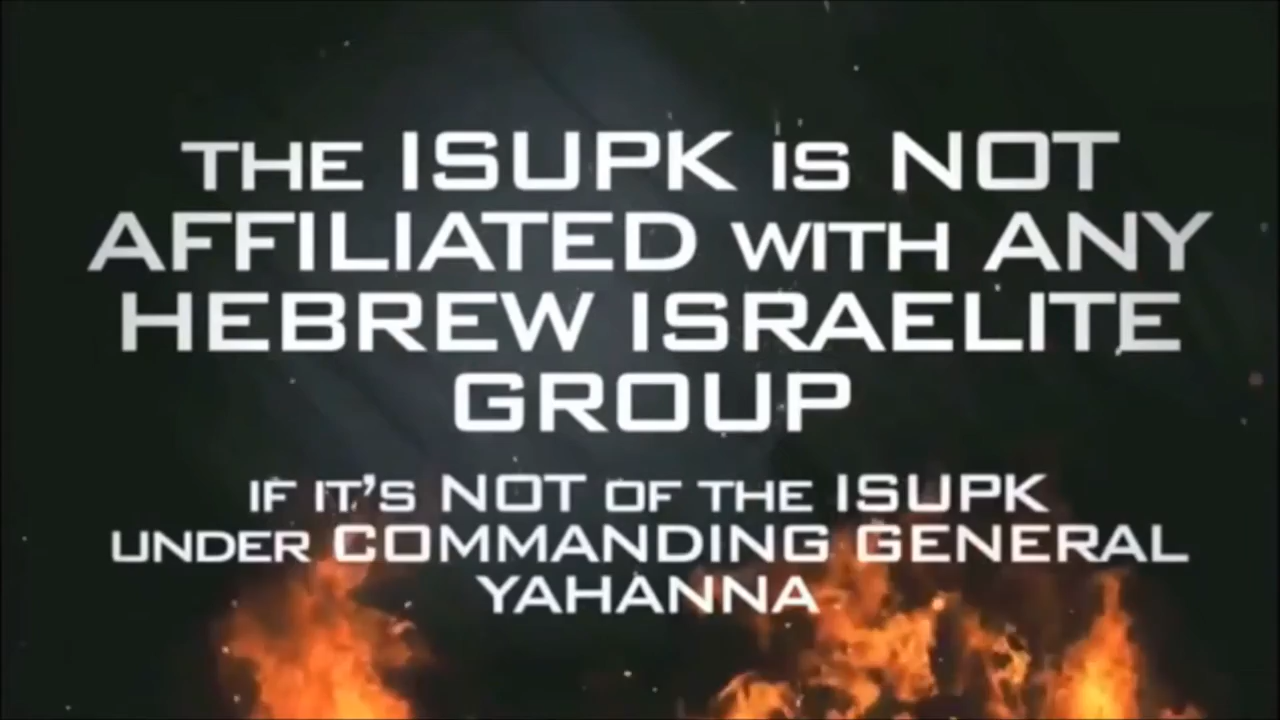 THE ISUPK IS NOT
AFFILIATED WITH ANY
HEBREW ISRAELITE
GROUP
IF IT'S NOT OF THE ISUPK
UNDER COMMANDING GENERAL
YAHANNA